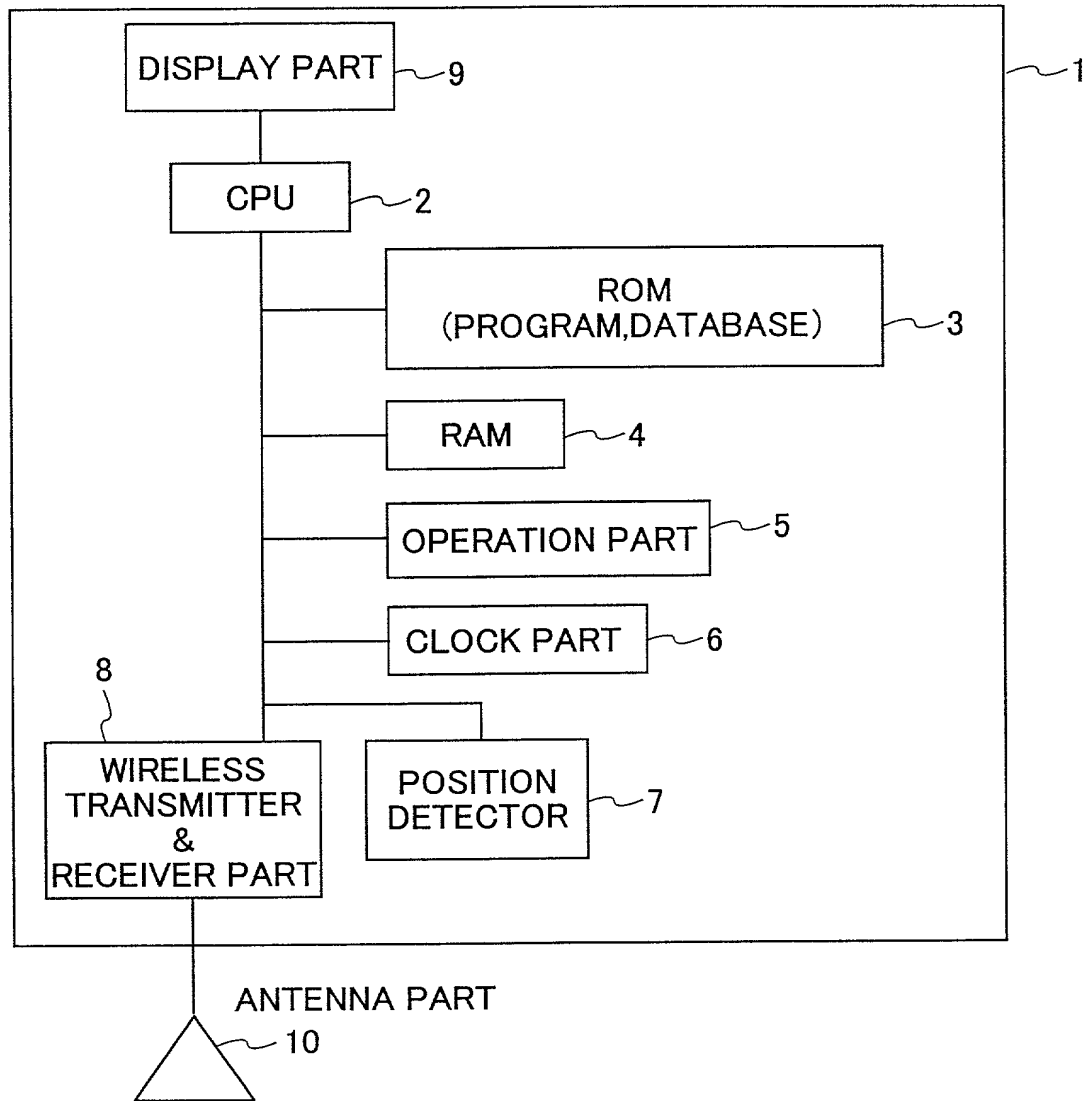 DISPLAY PART
9
1
CPU
2
ROM
(PROGRAM,DATABASE)
3
RAM
4
OPERATION PART
5
CLOCK PART
6
8
WIRELESS
TRANSMITTER
&
RECEIVER PART
POSITION
DETECTOR
7
ANTENNA PART
10